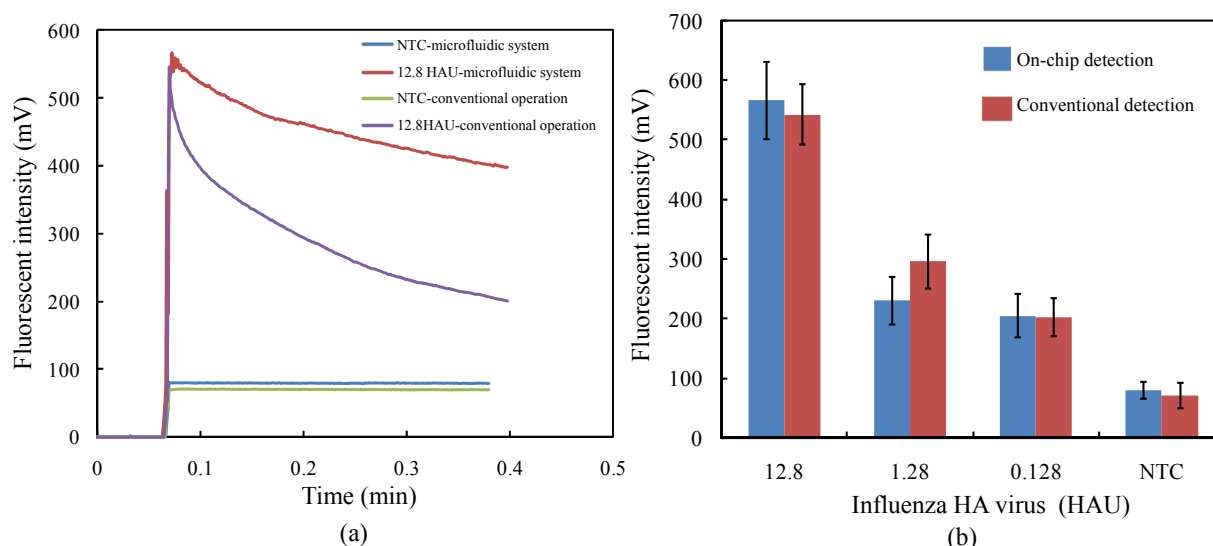 600
500
400
300
200
100
0
Fluorescent intensity (mV)
NTC-microfluidic system
12.8 HAU-microfluidic system
NTC-conventional operation
12.8HAU-conventional operation
0 0.1 0.2 0.3 0.4 0.5
Time (min)
(a)
700
600
500
400
300
200
100
0
Fluorescent intensity (mV)
On-chip detection
Conventional detection
12.8 1.28 0.128 NTC
Influenza HA virus (HAU)
(b)